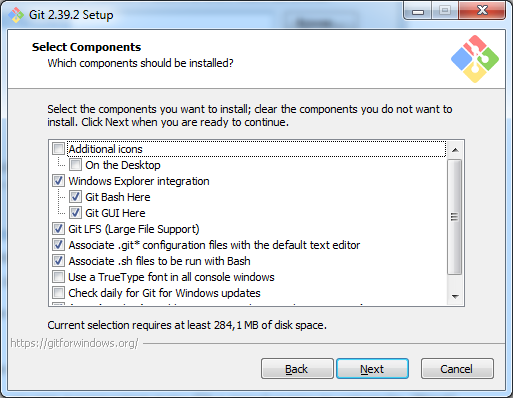 Git 2.39.2 Setup
Select Components
Which components should be installed?
Select the components you want to install; clear the components you do not want to
install. Click Next when you are ready to continue.
Additional icons
On the Desktop
Windows Explorer integration
Git Bash Here
Git GUI Here
Git LFS (Large File Support)
Associate .git* configuration files with the default text editor
Associate .sh files to be run with Bash
Use a TrueType font in all console windows
Check daily for Git for Windows updates
Current selection requires at least 284,1 MB of disk space.
https://gitforwindows.org/
Back
Next
Cancel